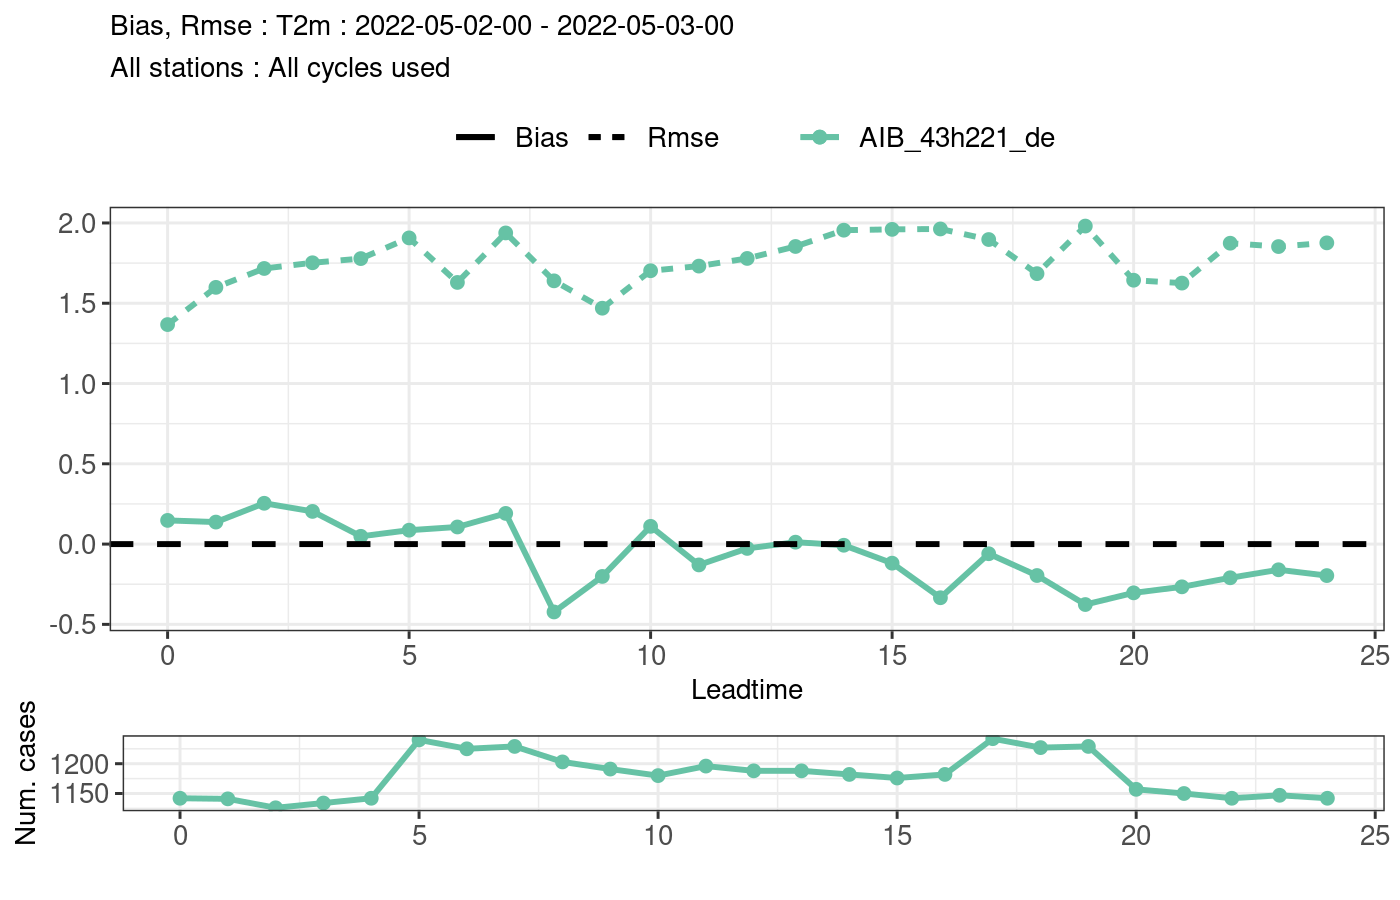 Bias, Rmse : T2m : 2022-05-02-00 - 2022-05-03-00
All stations : All cycles used
Bias Rmse AIB_43h221_de
2.0
1.5
1.0
0.5
0.0
-0.5
0 5 10 15 20 25
Leadtime
Num. cases
1200
1150
0 5 10 15 20 25